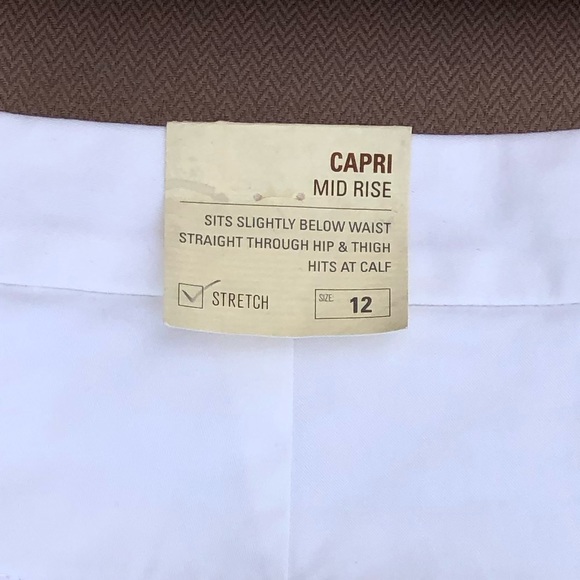 CAPRI
MID RISE
SITS SLIGHTLY BELOW WAIST
STRAIGHT THROUGH HIP & THIGH
HITS AT CALF
STRETCH
SIZE 12